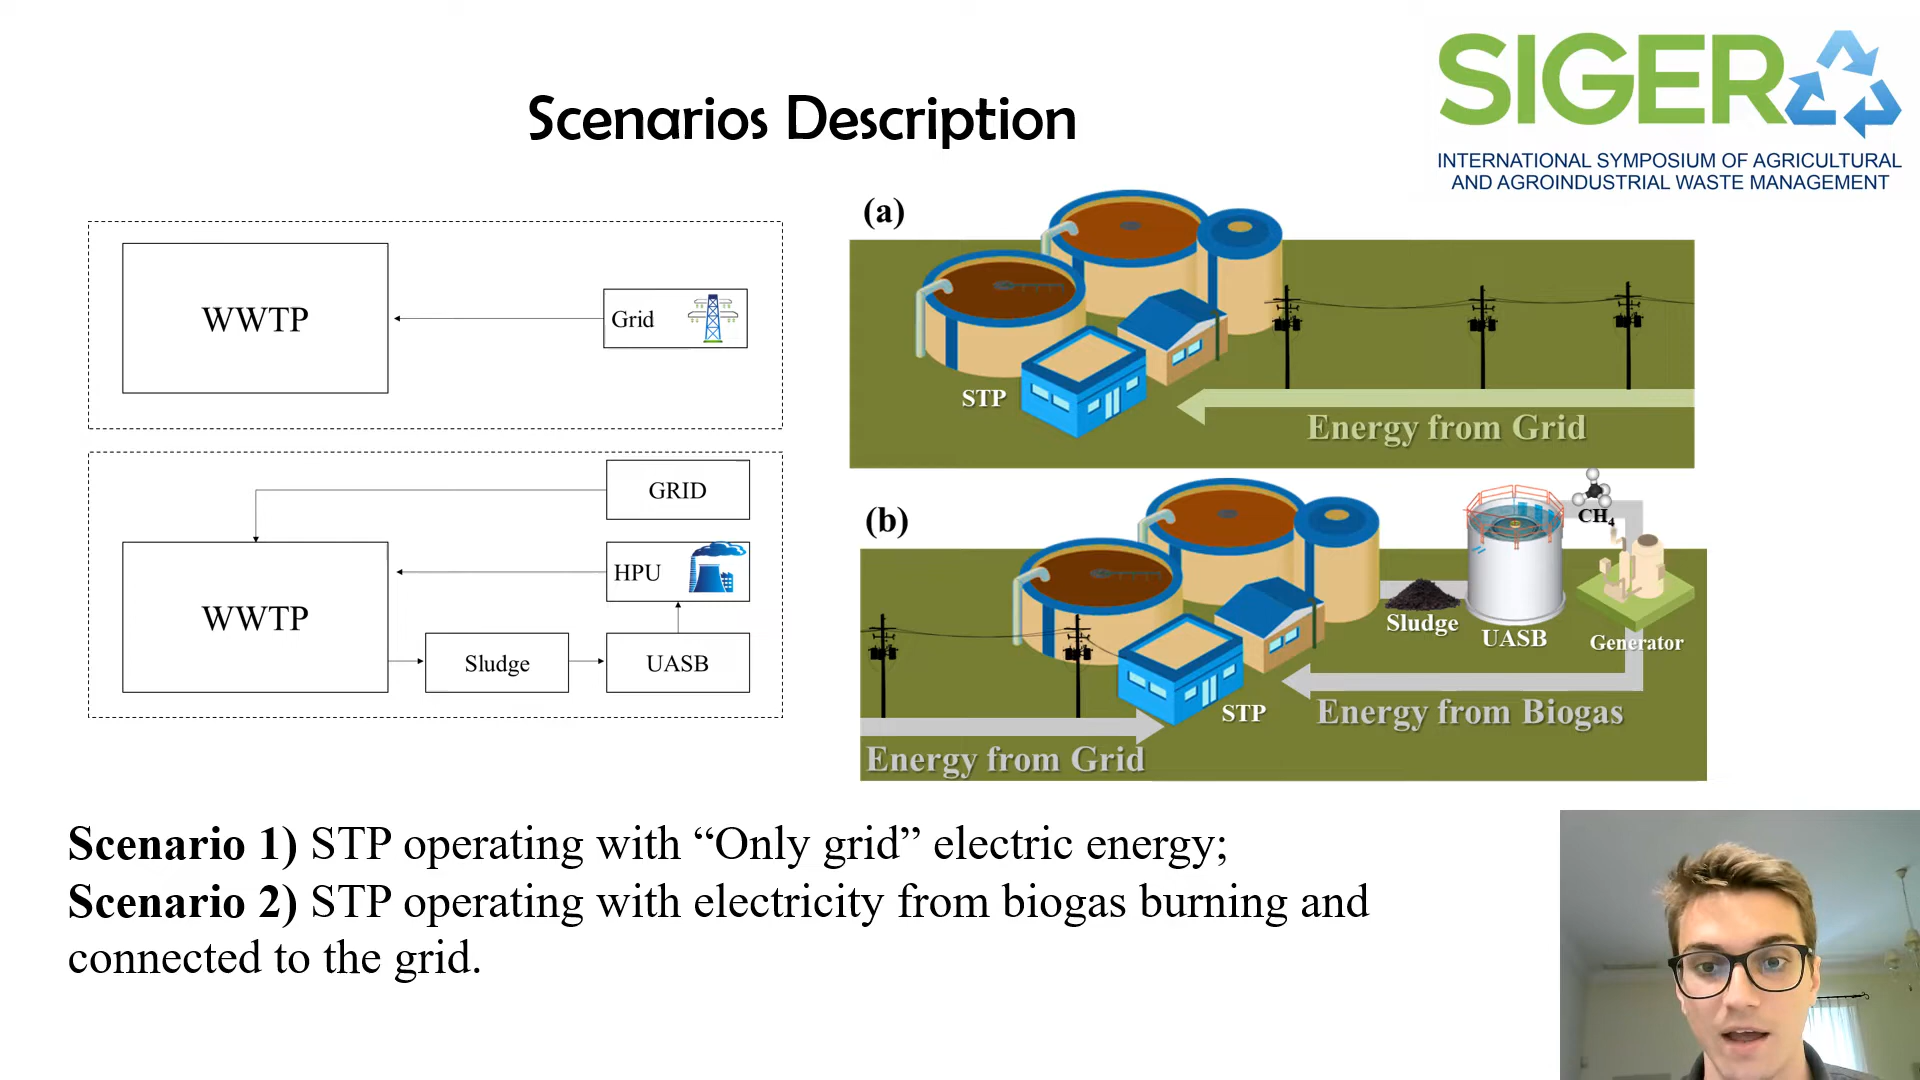 SIGERA
INTERNATIONAL SYMPOSIUM OF AGRICULTURAL
AND AGROINDUSTRIAL WASTE MANAGEMENT
Scenarios Description
WWTP
Grid
GRID
HPU
WWTP
Sludge
UASB
(a)
STP
Energy from Grid
(b)
CH₄
Sludge
UASB
Generator
STP
Energy from Biogas
Energy from Grid
Scenario 1) STP operating with “Only grid” electric energy;
Scenario 2) STP operating with electricity from biogas burning and
connected to the grid.